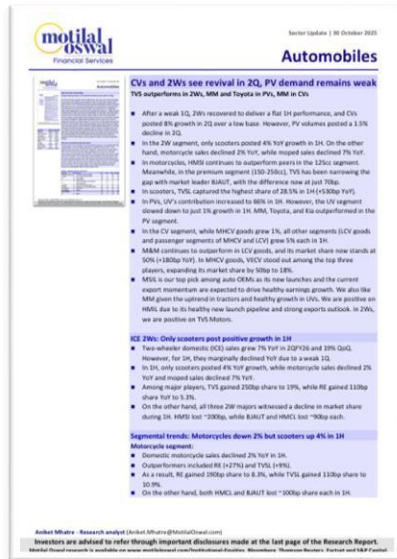 motilal
oswal
Financial Services
Sector Update | 30 October 2025
Automobiles
CVs and 2Ws see revival in 2Q, PV demand remains weak
TVS outperforms in 2Ws, MM and Toyota in PVs, MM in CVs
After a weak 1Q, 2Ws recovered to deliver a flat 1H performance, and CVs
posted 8% growth in 2Q over a low base. However, PV volumes posted a 1.5%
decline in 2Q.
In the 2W segment, only scooters posted 4% YoY growth in 1H. On the other
hand, motorcycle sales declined 2% YoY, while moped sales declined 7% YoY.
In motorcycles, HMSI continues to outperform peers in the 125cc segment.
Meanwhile, in the premium segment (150-250cc), TVS has been narrowing the
gap with market leader BJAUT, with the difference now at just 70bp.
In scooters, TVSL captured the highest share of 28.5% in 1H (+530bp YoY).
In PVs, UV's contribution increased to 66% in 1H. However, the UV segment
slowed down to just 1% growth in 1H. MM, Toyota, and Kia outperformed in the
PV segment.
In the CV segment, while MHCV goods grew 1%, all other segments (LCV goods
and passenger segments of MHCV and LCV) grew 5% each in 1H.
M&M continues to outperform in LCV goods, and its market share now stands at
50% (+180bp YoY). In MHCV goods, VECV stood out among the top three
players, expanding its market share by 50bp to 18%.
MSIL is our top pick among auto OEMs as its new launches and the current
export momentum are expected to drive healthy earnings growth. We also like
MM given the uptrend in tractors and healthy growth in UVs. We are positive on
HMIL due to its healthy new launch pipeline and strong exports outlook. In 2Ws,
we are positive on TVS Motors.
ICE 2Ws: Only scooters post positive growth in 1H
Two-wheeler domestic (ICE) sales grew 7% YoY in 2QFY26 and 19% QoQ.
However, for 1H, they marginally declined YoY due to a weak 1Q.
In 1H, only scooters posted 4% YoY growth, while motorcycle sales declined 2%
YoY and moped sales declined 7% YoY.
Among major players, TVS gained 250bp share to 19%, while RE gained 110bp
share YoY to 5.3%.
On the other hand, all three 2W majors witnessed a decline in market share
during 1H. HMSI lost ~200bp, while BJAUT and HMCL lost ~90bp each.
Segmental trends: Motorcycles down 2% but scooters up 4% in 1H
Motorcycle segment:
Domestic motorcycle sales declined 2% YoY in 1H.
Outperformers included RE (+27%) and TVSL (+9%).
As a result, RE gained 190bp share to 8.3%, while TVSL gained 110bp share to
10.9%.
On the other hand, both HMCL and BJAUT lost ~100bp share each in 1H.
Aniket Mhatre - Research analyst (Aniket.Mhatre@MotilalOswal.com)
Investors are advised to refer through important disclosures made at the last page of the Research Report.
Motilal Oswal research is available on www.motilaloswal.com/Institutional-Equities, Bloomberg, Thomson Reuters, Factset and S&P Capital.